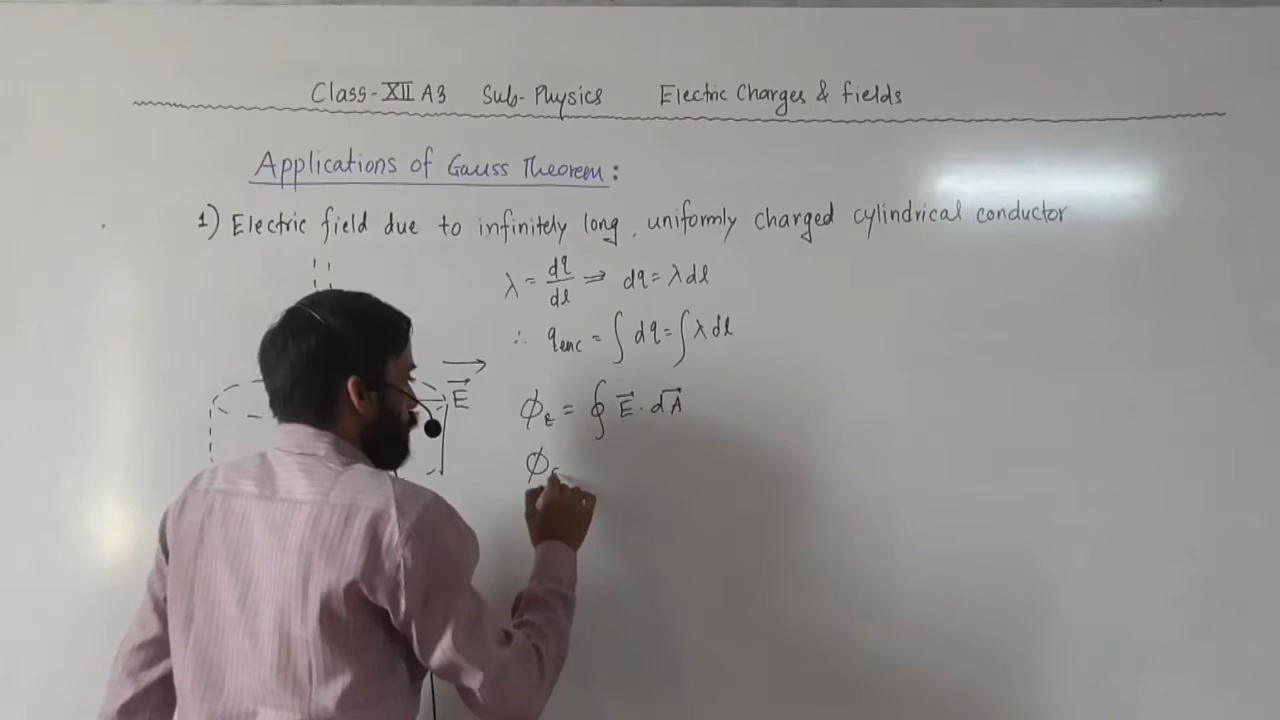 Class-XII A3 Sub-Physics Electric Charges & fields
Applications of Gauss Theorem:
1) Electric field due to infinitely long, uniformly charged cylindrical conductor
λ = dq/dl ⇒ dq = λ dl
∴ q_enc = ∫ dq = ∫ λ dl
E⃗
ϕ_E = ∮ E⃗ · dA⃗
ϕ